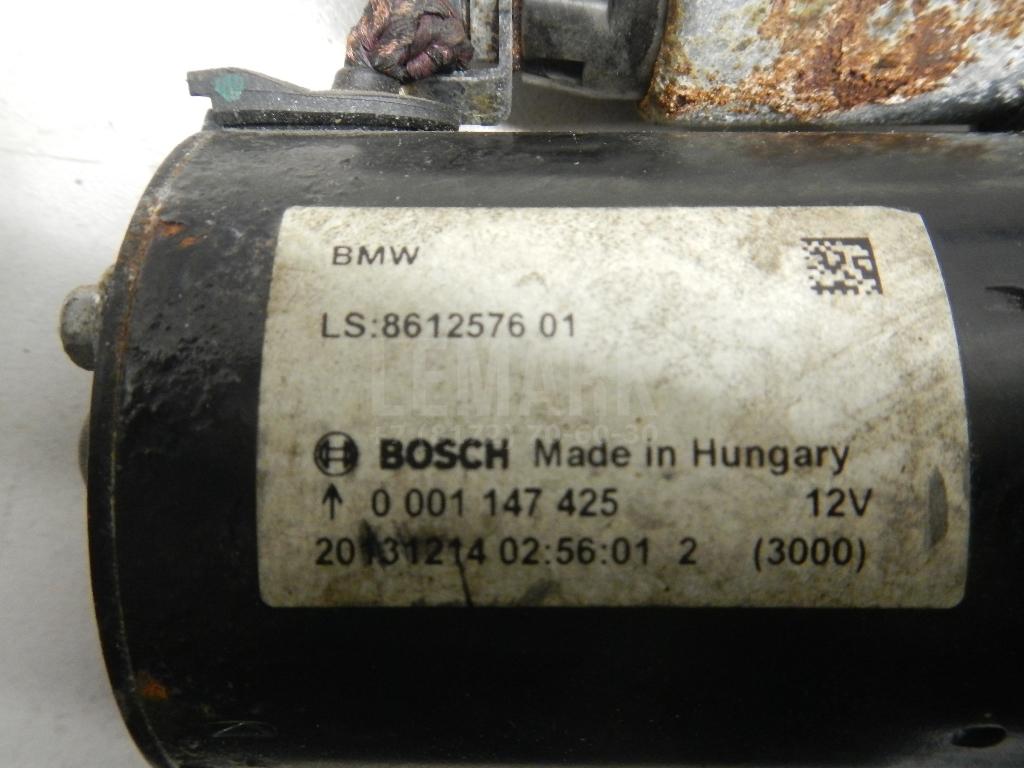 BMW
LS:8612576 01
LEMARK
BOSCH Made in Hungary
↑ 0 001 147 425 12V
20131214 02:56:01 2 (3000)